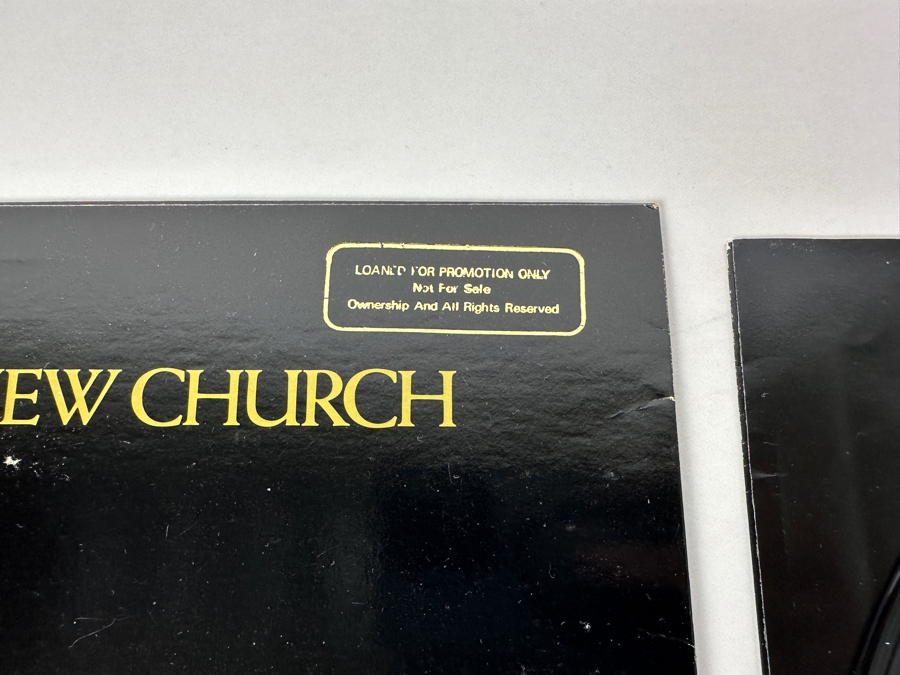 LOANED FOR PROMOTION ONLY
Not For Sale
Ownership And All Rights Reserved
EW CHURCH